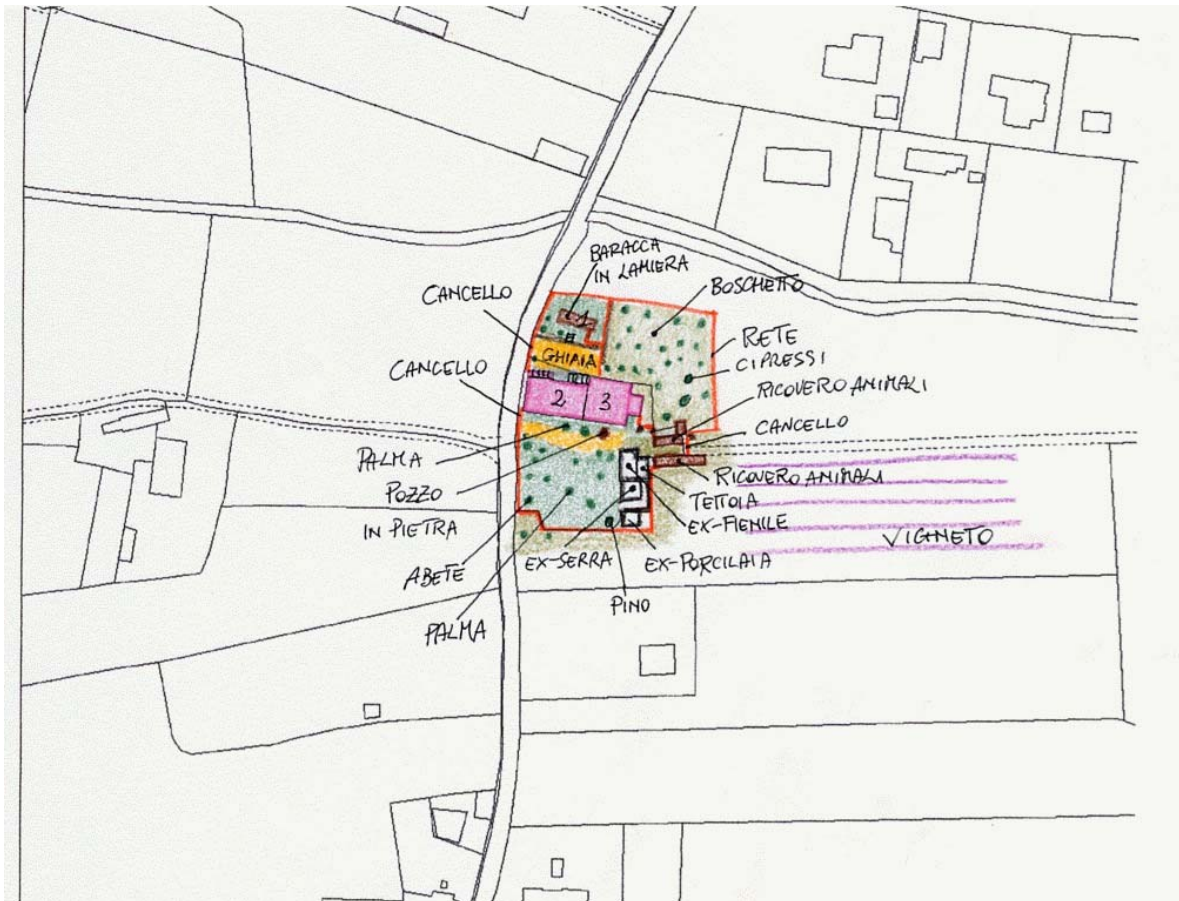 BARACCA
IN LAMIERA
CANCELLO
BOSCHETTO
1
RETE
GHIAIA
CIPRESSI
CANCELLO
RICOVERO ANIMALI
2
3
CANCELLO
PALMA
RICOVERO ANIMALI
POZZO
IN PIETRA
TETTOIA
EX-FIENILE
VIGNETO
ABETE
EX-SERRA
EX-PORCILAIA
PINO
PALMA